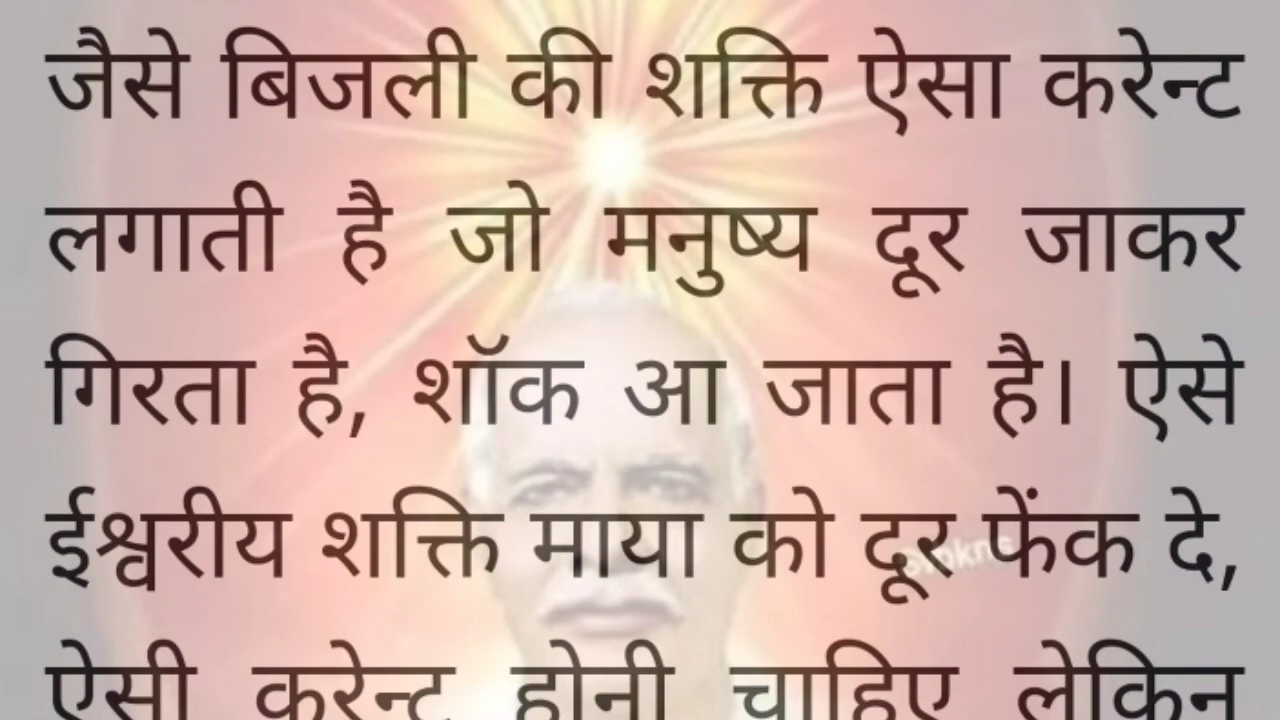 जैसे बिजली की शक्ति ऐसा करेन्ट
लगाती है जो मनुष्य दूर जाकर
गिरता है, शॉक आ जाता है। ऐसे
ईश्वरीय शक्ति माया को दूर फेंक दे,
ऐसी करेन्ट होनी चाहिए लेकिन